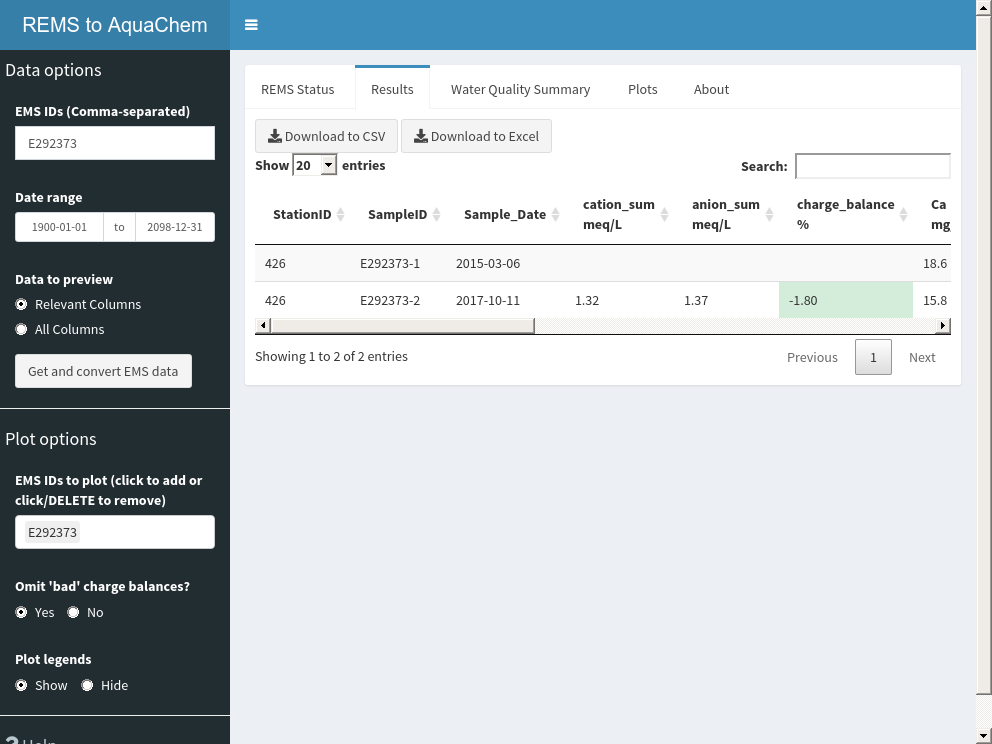 REMS to AquaChem
Data options
EMS IDs (Comma-separated)
E292373
Date range
1900-01-01 to 2098-12-31
Data to preview
Relevant Columns
All Columns
Get and convert EMS data
Plot options
EMS IDs to plot (click to add or
click/DELETE to remove)
E292373
Omit 'bad' charge balances?
Yes No
Plot legends
Show Hide
? Help
REMS Status Results Water Quality Summary Plots About
Download to CSV Download to Excel
Show 20 entries Search:
StationID SampleID Sample_Date cation_sum meq/L anion_sum meq/L charge_balance % Ca mg
426 E292373-1 2015-03-06 18.6
426 E292373-2 2017-10-11 1.32 1.37 -1.80 15.8
Showing 1 to 2 of 2 entries Previous 1 Next